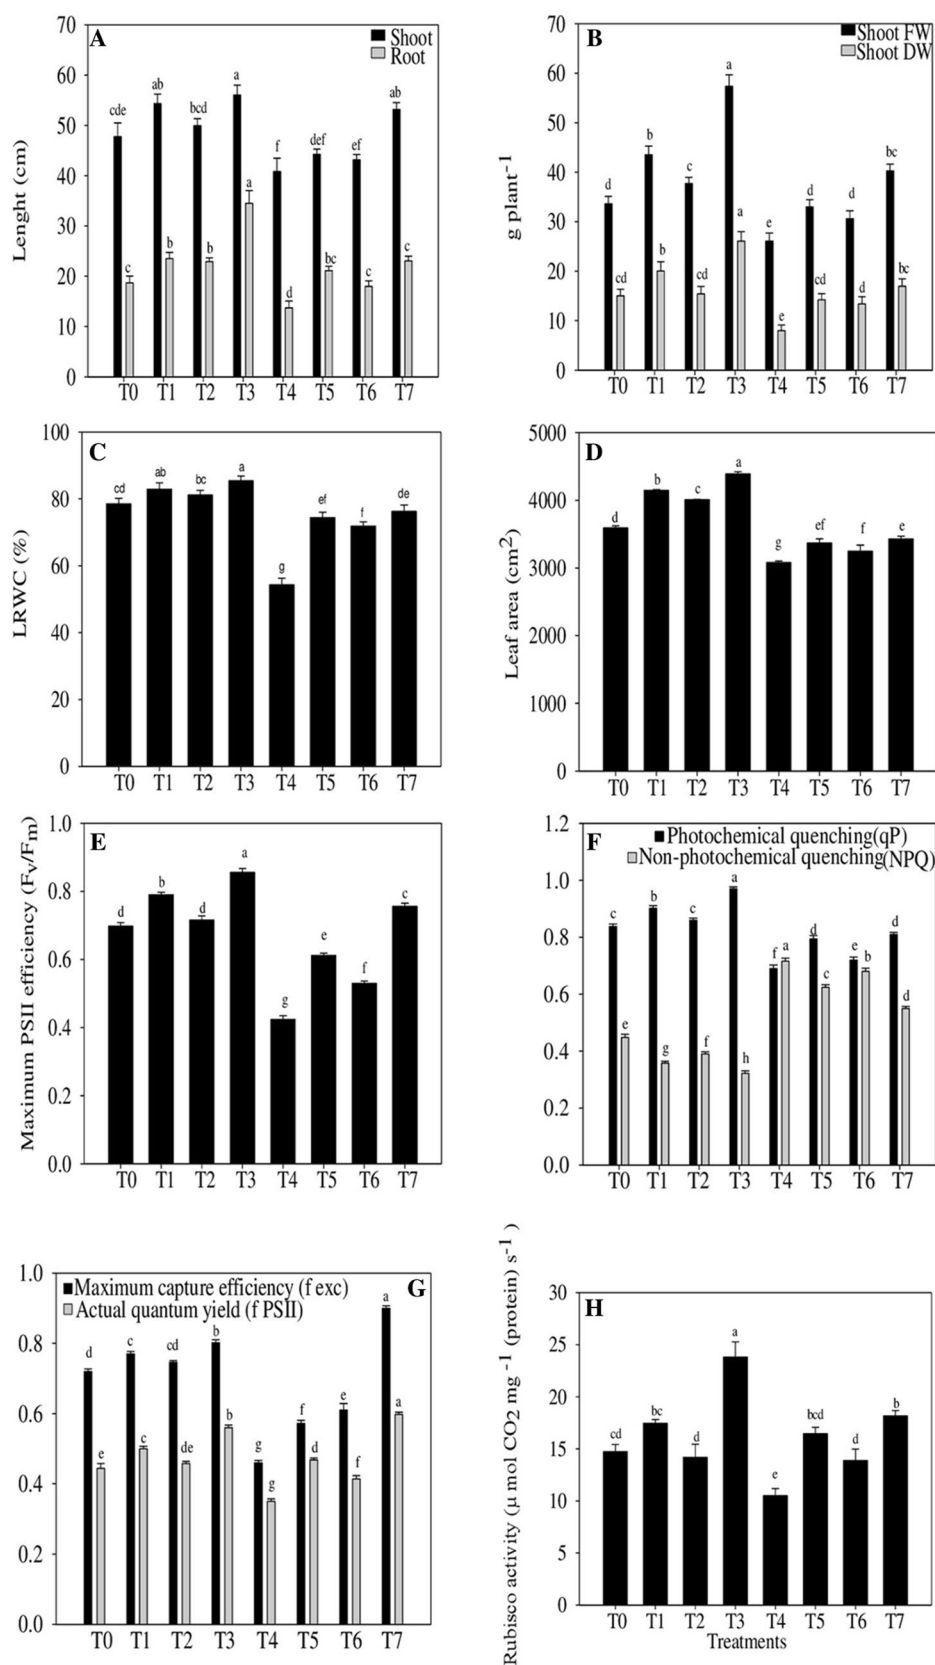 A
Shoot
Root
Lenght (cm)
70
60
50
40
30
20
10
0
cde
ab
bcd
a
f
def
ef
ab
c
b
b
a
d
bc
c
c
T0 T1 T2 T3 T4 T5 T6 T7
B
Shoot FW
Shoot DW
g plant-1
70
60
50
40
30
20
10
0
d
b
c
a
e
d
d
bc
cd
b
cd
a
e
cd
d
bc
T0 T1 T2 T3 T4 T5 T6 T7
C
LRWC (%)
100
80
60
40
20
0
cd
ab
bc
a
g
ef
f
de
T0 T1 T2 T3 T4 T5 T6 T7
D
Leaf area (cm2)
5000
4000
3000
2000
1000
0
d
b
c
a
g
ef
f
e
T0 T1 T2 T3 T4 T5 T6 T7
E
Maximum PSII efficiency (Fv/Fm)
1.0
0.8
0.6
0.4
0.2
0.0
d
b
d
a
g
e
f
c
T0 T1 T2 T3 T4 T5 T6 T7
F
Photochemical quenching(qP)
Non-photochemical quenching(NPQ)
1.2
1.0
0.8
0.6
0.4
0.2
0.0
c
b
c
a
f
d
e
d
e
g
f
h
a
c
b
d
T0 T1 T2 T3 T4 T5 T6 T7
G
Maximum capture efficiency (f exc)
Actual quantum yield (f PSII)
1.0
0.8
0.6
0.4
0.2
0.0
d
c
cd
b
g
f
e
a
e
c
de
b
g
d
f
a
T0 T1 T2 T3 T4 T5 T6 T7
H
Rubisco activity (µ mol CO2 mg -1 (protein) s-1 )
30
25
20
15
10
5
0
cd
bc
d
a
e
bcd
d
b
T0 T1 T2 T3 T4 T5 T6 T7
Treatments